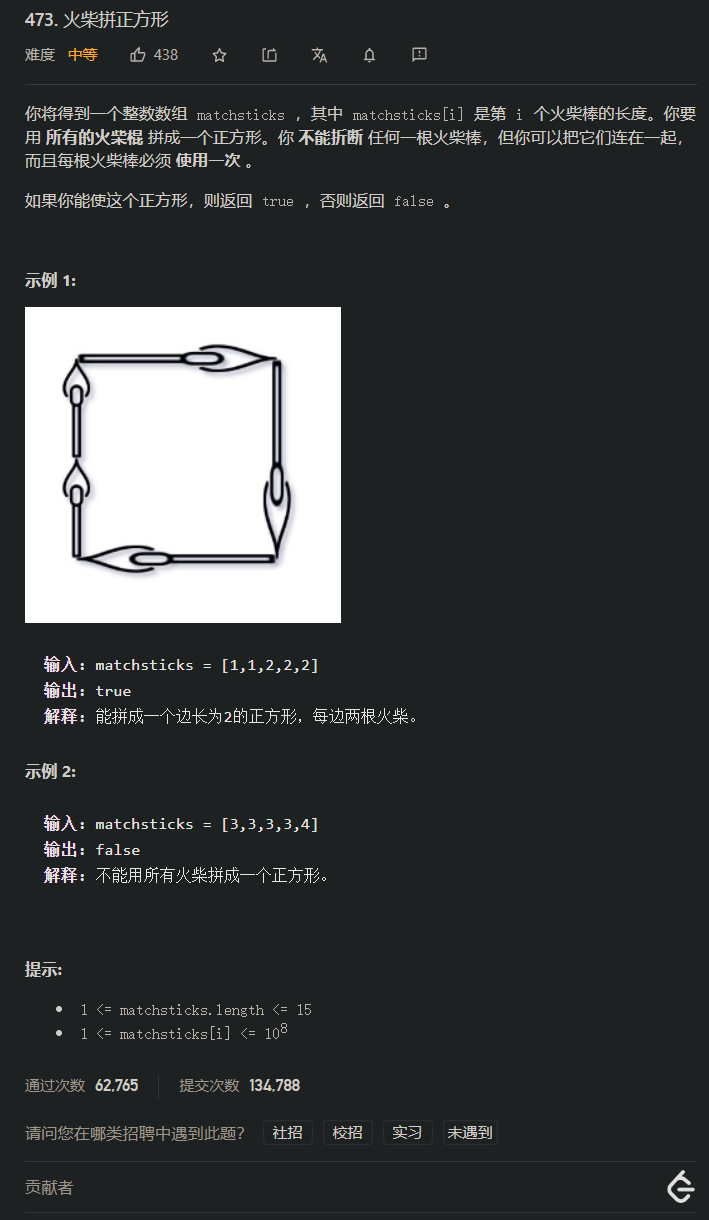 473. 火柴拼正方形
难度 中等 438
你将得到一个整数数组 matchsticks ，其中 matchsticks[i] 是第 i 个火柴棒的长度。你要
用 所有的火柴棍 拼成一个正方形。你 不能折断 任何一根火柴棒，但你可以把它们连在一起，
而且每根火柴棒必须 使用一次 。
如果你能使这个正方形，则返回 true ，否则返回 false 。
示例 1:
输入: matchsticks = [1,1,2,2,2]
输出: true
解释: 能拼成一个边长为2的正方形，每边两根火柴。
示例 2:
输入: matchsticks = [3,3,3,3,4]
输出: false
解释: 不能用所有火柴拼成一个正方形。
提示:
• 1 <= matchsticks.length <= 15
• 1 <= matchsticks[i] <= 10⁸
通过次数 62,765 提交次数 134,788
请问您在哪类招聘中遇到此题? 社招 校招 实习 未遇到
贡献者